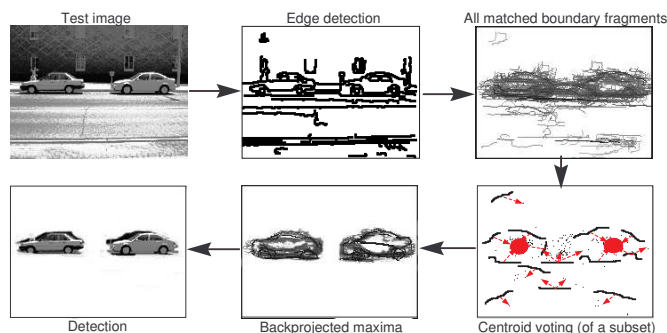 Test image
Edge detection
All matched boundary fragments
Detection
Backprojected maxima
Centroid voting (of a subset)